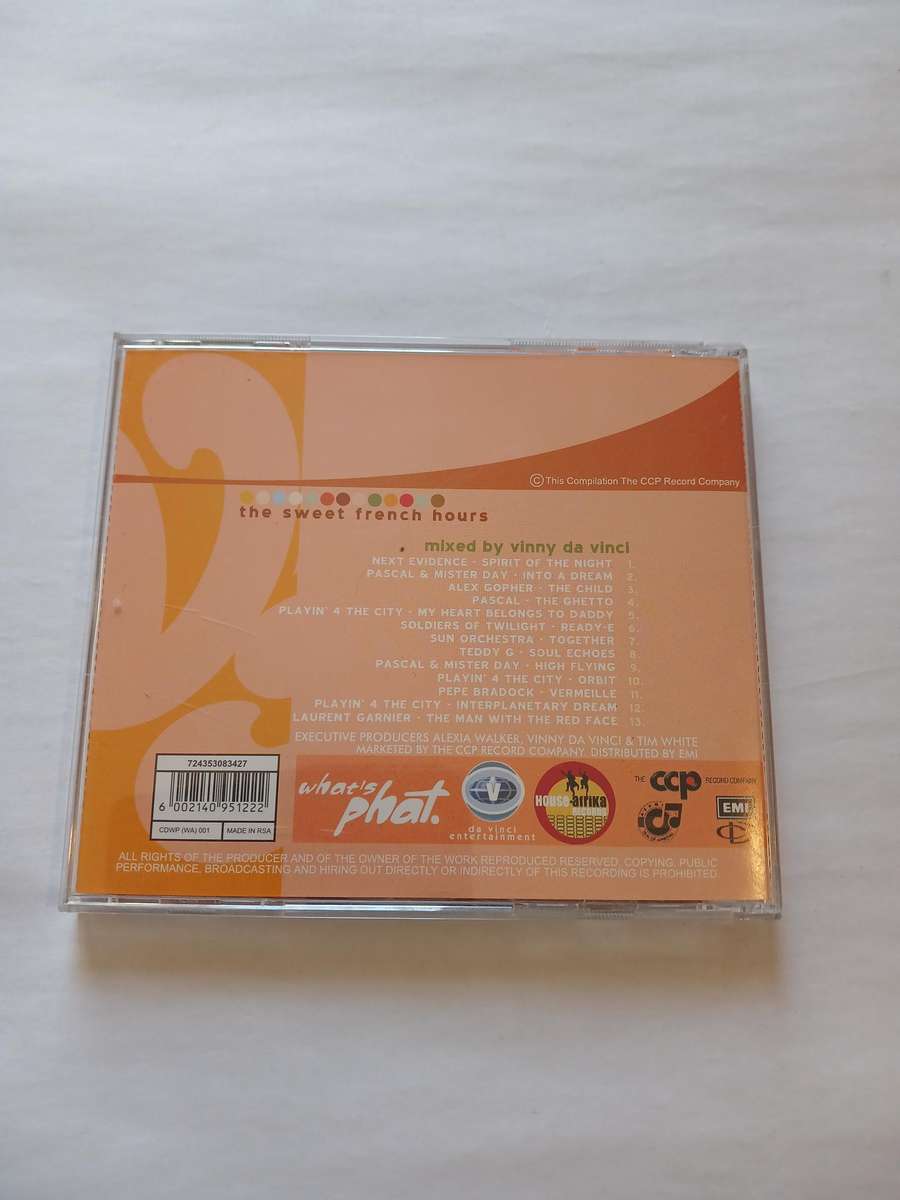 © This Compilation The CCP Record Company
the sweet french hours
mixed by vinny da vinci
NEXT EVIDENCE · SPIRIT OF THE NIGHT 1.
PASCAL & MISTER DAY · INTO A DREAM 2.
ALEX GOPHER · THE CHILD 3.
PASCAL · THE GHETTO 4.
PLAYIN' 4 THE CITY · MY HEART BELONGS TO DADDY 5.
SOLDIERS OF TWILIGHT · READY-E 6.
SUN ORCHESTRA · TOGETHER 7.
TEDDY G · SOUL ECHOES 8.
PASCAL & MISTER DAY · HIGH FLYING 9.
PLAYIN' 4 THE CITY · ORBIT 10.
PEPE BRADOCK · VERMEILLE 11.
PLAYIN' 4 THE CITY · INTERPLANETARY DREAM 12.
LAURENT GARNIER · THE MAN WITH THE RED FACE 13.
EXECUTIVE PRODUCERS ALEXIA WALKER, VINNY DA VINCI & TIM WHITE
MARKETED BY THE CCP RECORD COMPANY. DISTRIBUTED BY EMI
724353083427
6 002140 951222
CDWP (WA) 001
MADE IN RSA
what's
phat.
V
da vinci
entertainment
HOUSE·afrika
RECORDS
THE ccp RECORD COMPANY
EMI
ALL RIGHTS OF THE PRODUCER AND OF THE OWNER OF THE WORK REPRODUCED RESERVED. COPYING, PUBLIC
PERFORMANCE, BROADCASTING AND HIRING OUT DIRECTLY OR INDIRECTLY OF THIS RECORDING IS PROHIBITED.